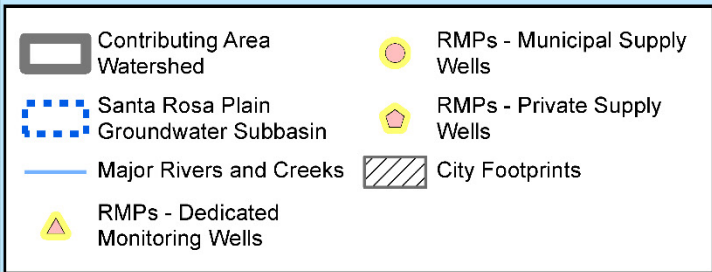 Contributing Area
Watershed
Santa Rosa Plain
Groundwater Subbasin
Major Rivers and Creeks
RMPs - Dedicated
Monitoring Wells
RMPs - Municipal Supply
Wells
RMPs - Private Supply
Wells
City Footprints